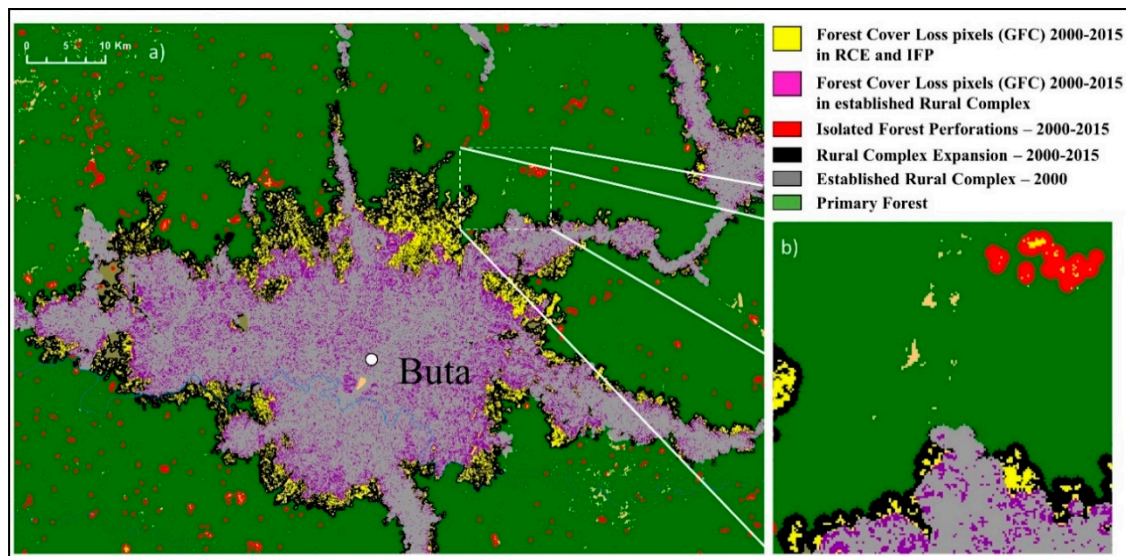 0 5 10 Km
a)
Buta
Forest Cover Loss pixels (GFC) 2000-2015
in RCE and IFP
Forest Cover Loss pixels (GFC) 2000-2015
in established Rural Complex
Isolated Forest Perforations – 2000-2015
Rural Complex Expansion – 2000-2015
Established Rural Complex – 2000
Primary Forest
b)